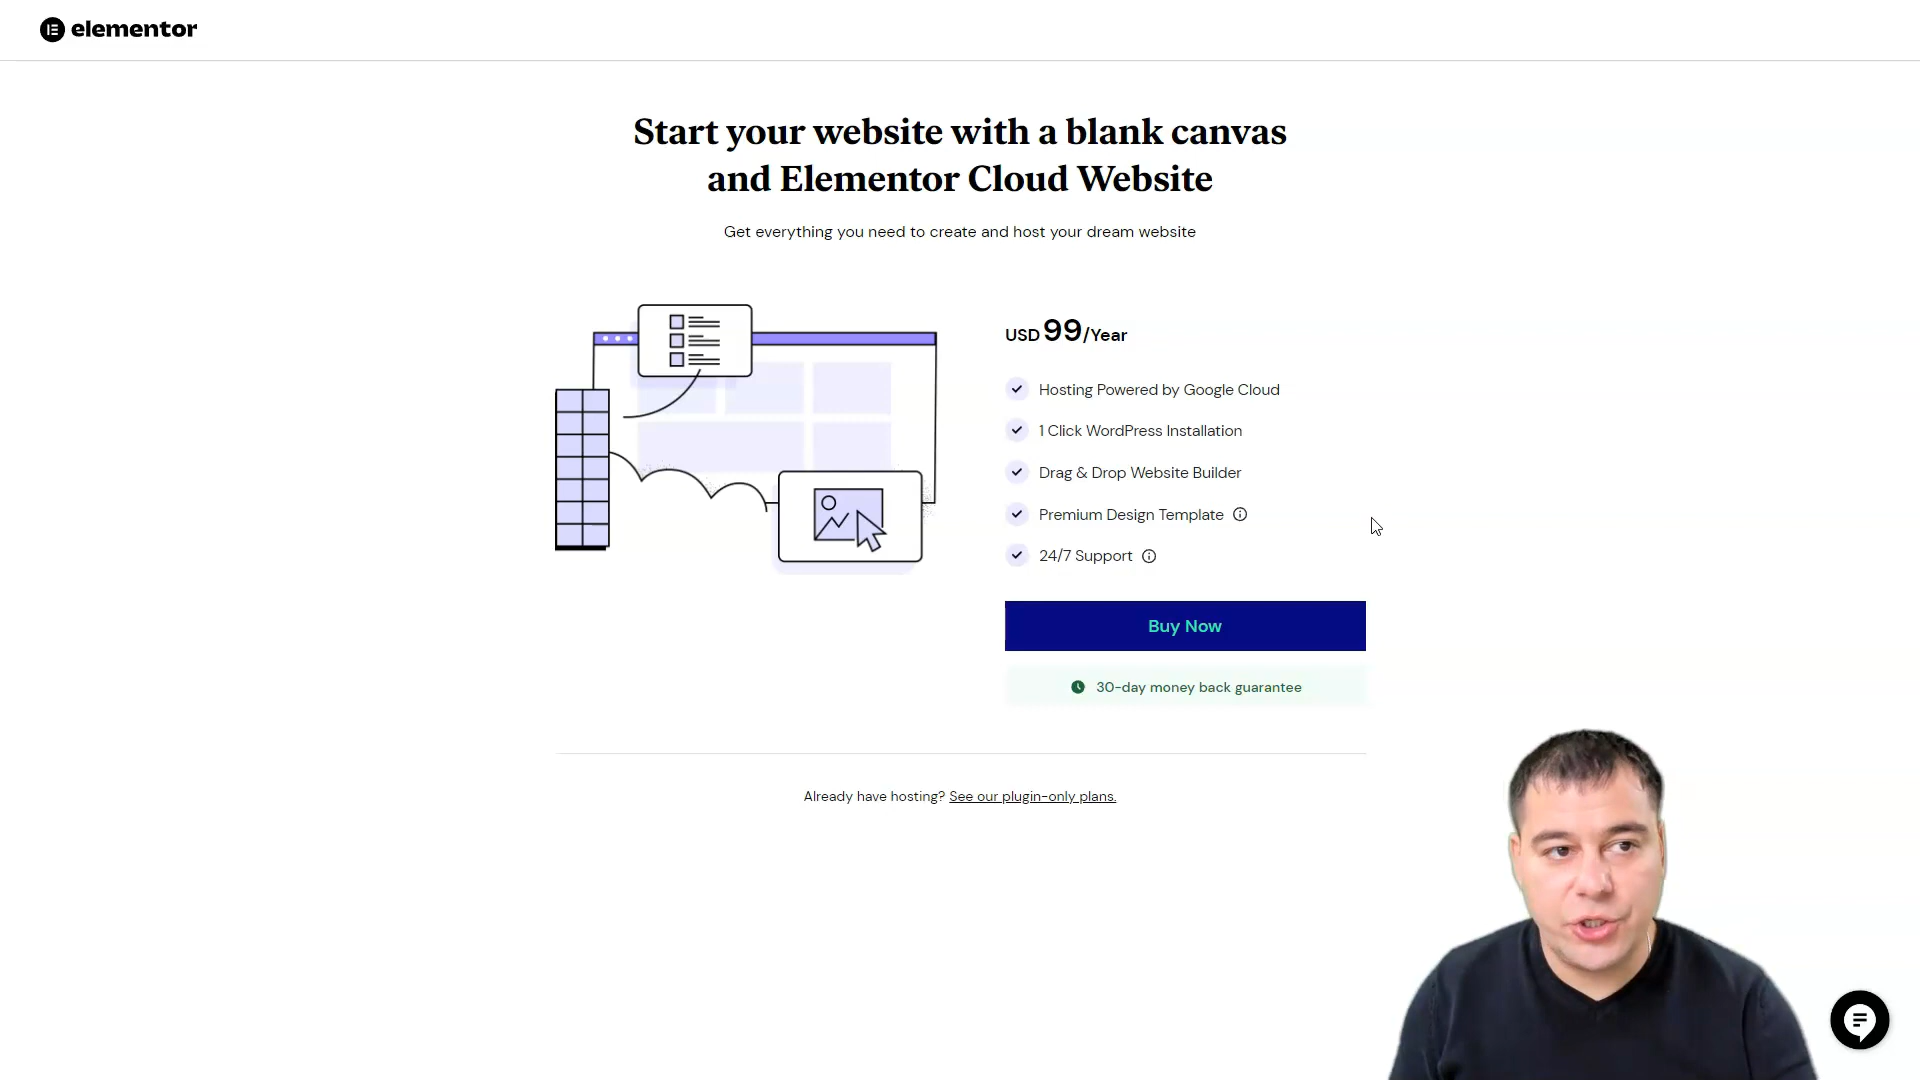 elementor
Start your website with a blank canvas
and Elementor Cloud Website
Get everything you need to create and host your dream website
USD 99/Year
Hosting Powered by Google Cloud
1 Click WordPress Installation
Drag & Drop Website Builder
Premium Design Template
24/7 Support
Buy Now
30-day money back guarantee
Already have hosting? See our plugin-only plans.